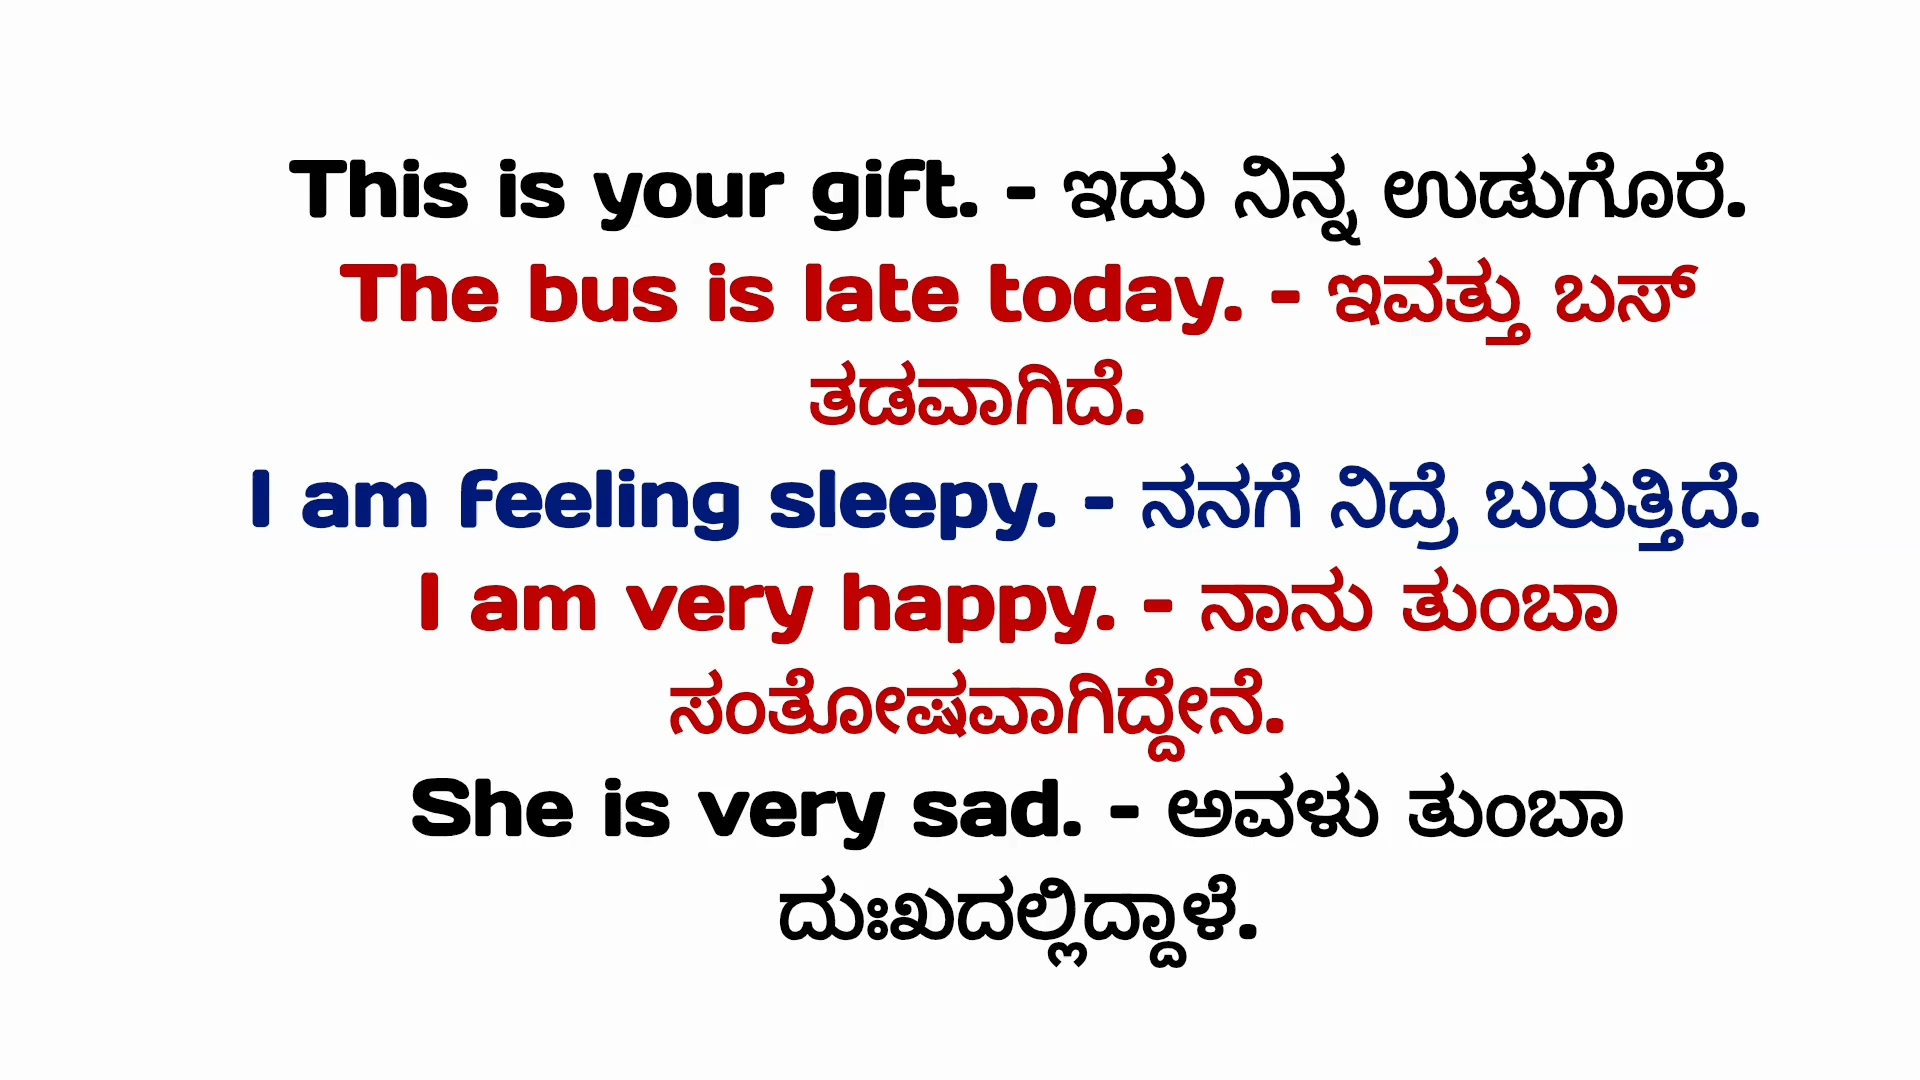 This is your gift. - ಇದು ನಿನ್ನ ಉಡುಗೊರೆ.
The bus is late today. - ಇವತ್ತು ಬಸ್
ತಡವಾಗಿದೆ.
I am feeling sleepy. - ನನಗೆ ನಿದ್ರೆ ಬರುತ್ತಿದೆ.
I am very happy. - ನಾನು ತುಂಬಾ
ಸಂತೋಷವಾಗಿದ್ದೇನೆ.
She is very sad. - ಅವಳು ತುಂಬಾ
ದುಃಖದಲ್ಲಿದ್ದಾಳೆ.